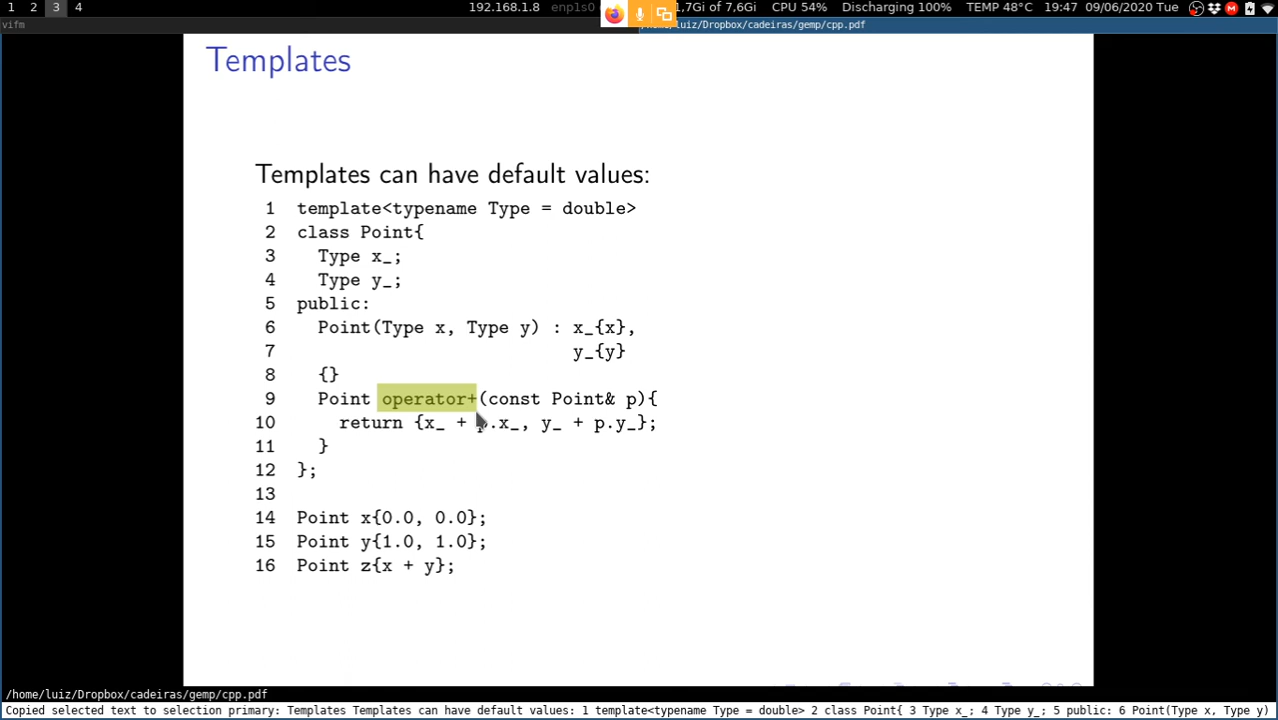 1 2 3 4 192.168.1.8 enp1s0 1,7Gi of 7,6Gi CPU 54% Discharging 100% TEMP 48°C 09/06/2020 Tue 19:47
vifm /home/luiz/Dropbox/cadeiras/gemp/cpp.pdf
Templates
Templates can have default values:
1 template<typename Type = double>
2 class Point{
3 Type x_;
4 Type y_;
5 public:
6 Point(Type x, Type y) : x_{x},
7 y_{y}
8 {}
9 Point operator+(const Point& p){
10 return {x_ + p.x_, y_ + p.y_};
11 }
12 };
13
14 Point x{0.0, 0.0};
15 Point y{1.0, 1.0};
16 Point z{x + y};
/home/luiz/Dropbox/cadeiras/gemp/cpp.pdf
Copied selected text to selection primary: Templates Templates can have default values: 1 template<typename Type = double> 2 class Point{ 3 Type x_; 4 Type y_; 5 public: 6 Point(Type x, Type y)